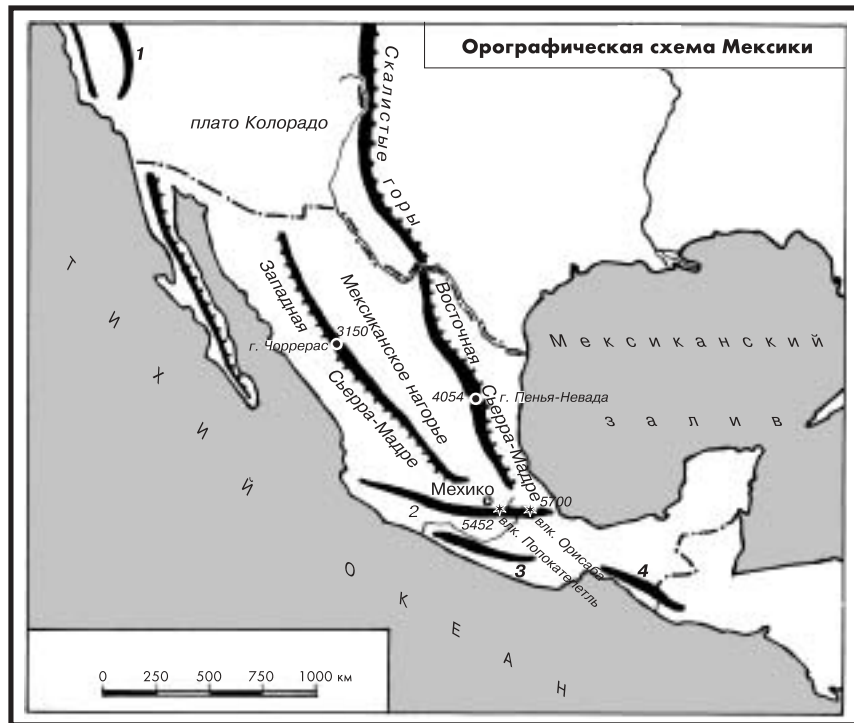 Орографическая схема Мексики
1
Скалистые горы
плато Колорадо
ТИХИЙ ОКЕАН
Западная Сьерра-Мадре
Мексиканское нагорье
Восточная Сьерра-Мадре
3150
г. Чоррерас
4054
г. Пенья-Невада
Мексиканский
залив
Мехико
5700
2
5452
влк. Попокатепетль
влк. Орисаба
3
4
0 250 500 750 1000 км